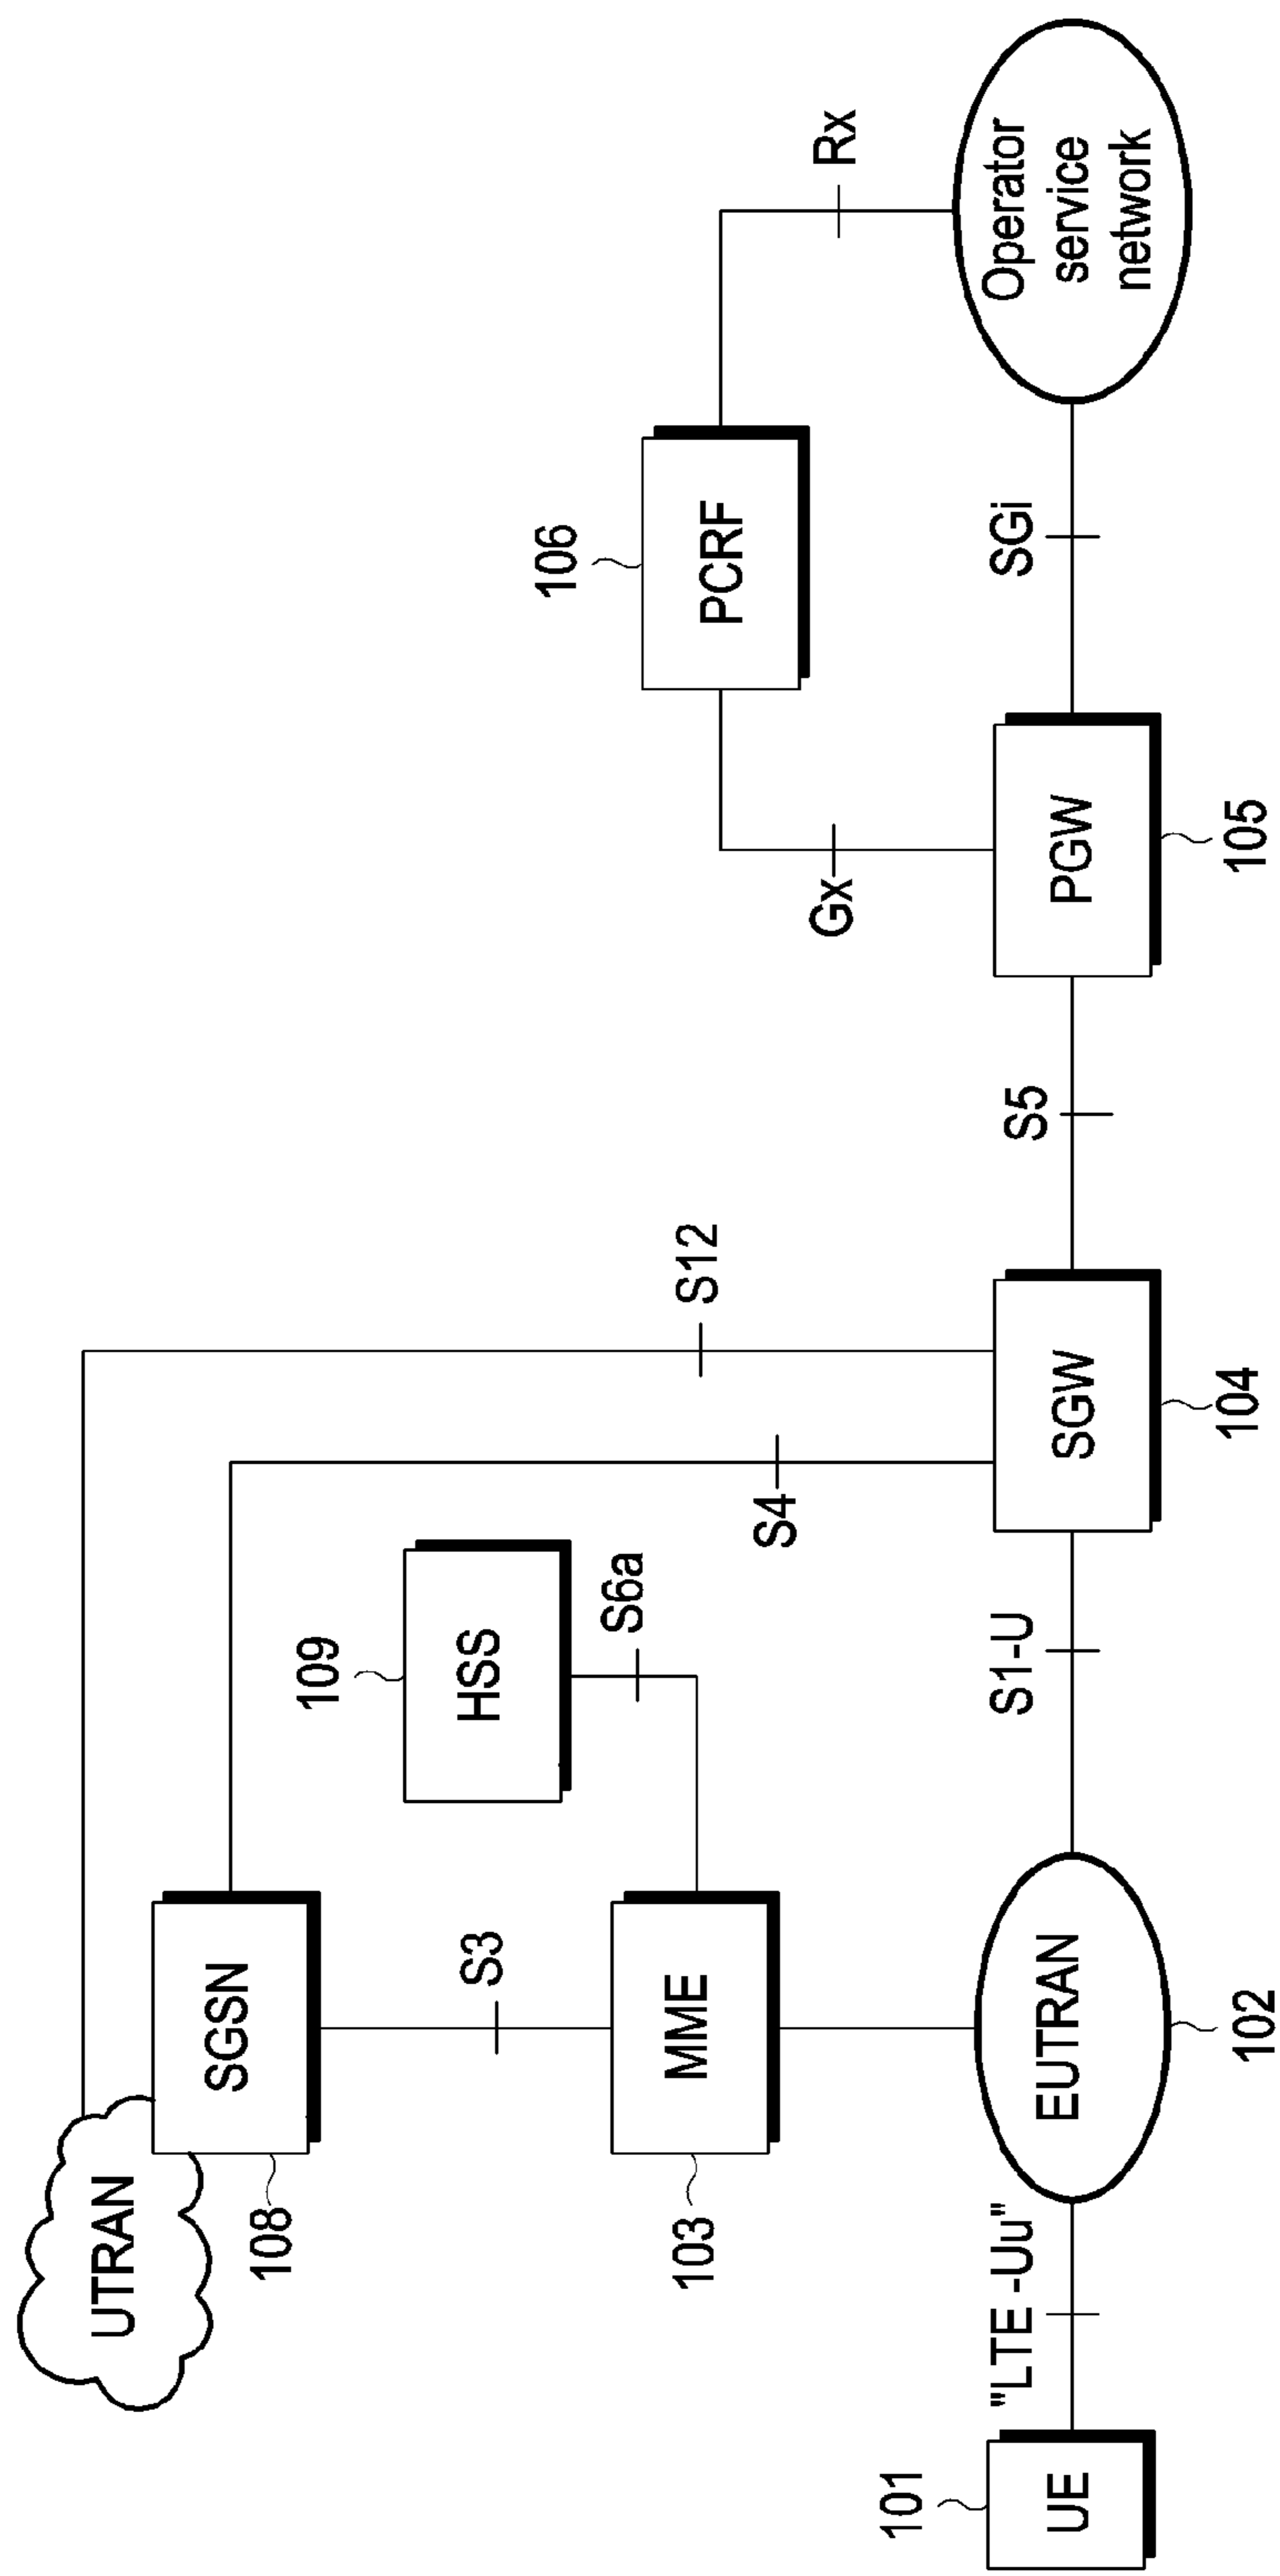 UTRAN
SGSN
108
S3
HSS
109
S6a
S12
S4
MME
103
PCRF
106
Rx
Gx
101
UE
"LTE -Uu"
EUTRAN
102
S1-U
SGW
104
S5
PGW
105
SGi
Operator
service
network